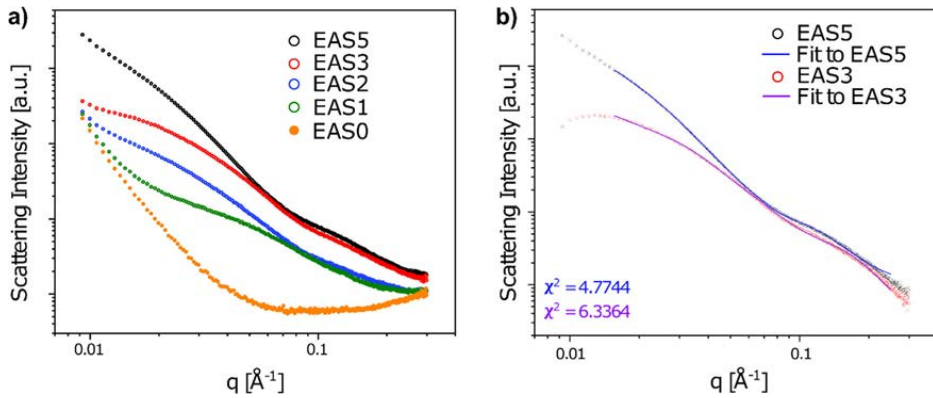 a)
EAS5
EAS3
EAS2
EAS1
EAS0
Scattering Intensity [a.u.]
0.01 0.1
q [Å⁻¹]
b)
EAS5
Fit to EAS5
EAS3
Fit to EAS3
Scattering Intensity [a.u.]
χ² = 4.7744
χ² = 6.3364
0.01 0.1
q [Å⁻¹]